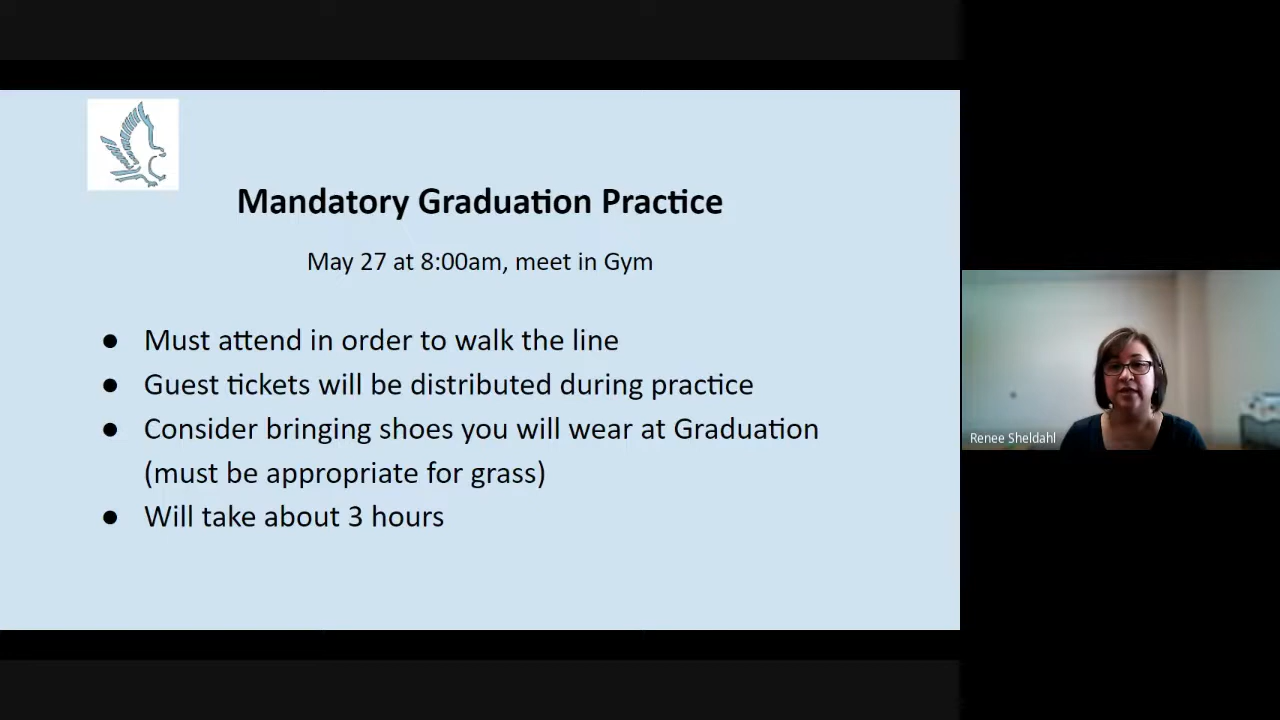 Mandatory Graduation Practice
May 27 at 8:00am, meet in Gym
● Must attend in order to walk the line
● Guest tickets will be distributed during practice
● Consider bringing shoes you will wear at Graduation
(must be appropriate for grass)
● Will take about 3 hours
Renee Sheldahl